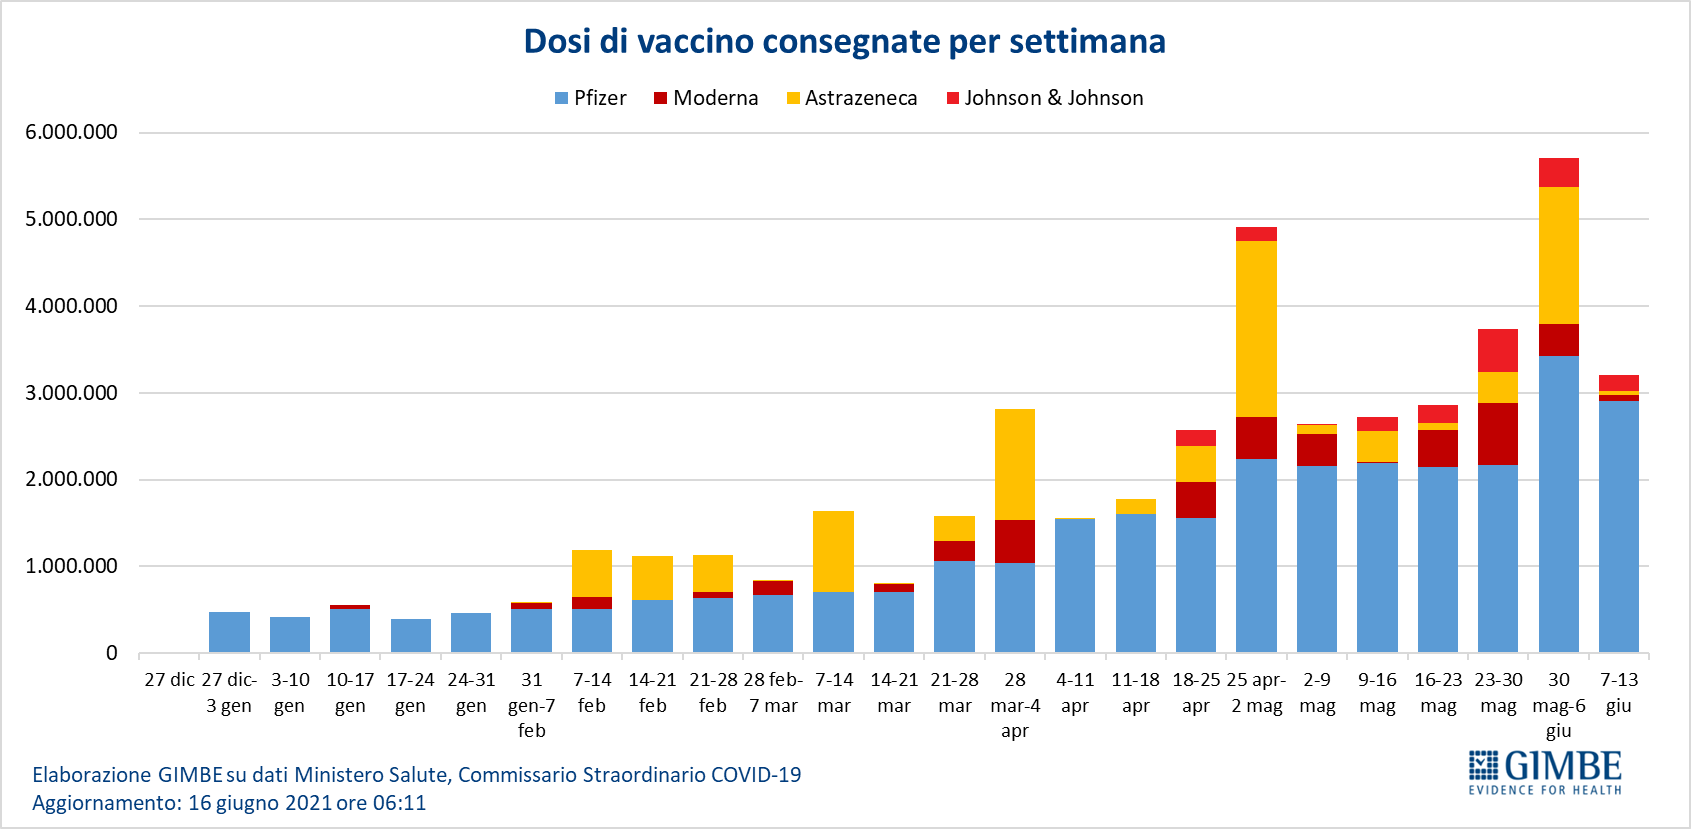 Dosi di vaccino consegnate per settimana
Pfizer Moderna Astrazeneca Johnson & Johnson
6.000.000
5.000.000
4.000.000
3.000.000
2.000.000
1.000.000
0
27 dic 27 dic- 3-10 10-17 17-24 24-31 31 7-14 14-21 21-28 28 feb- 7-14 14-21 21-28 28 4-11 11-18 18-25 25 apr- 2-9 9-16 16-23 23-30 30 7-13
3 gen gen gen gen gen gen-7 feb feb feb 7 mar mar mar mar mar-4 apr apr apr 2 mag mag mag mag mag mag-6 giu
feb apr giu
Elaborazione GIMBE su dati Ministero Salute, Commissario Straordinario COVID-19
Aggiornamento: 16 giugno 2021 ore 06:11
GIMBE
EVIDENCE FOR HEALTH